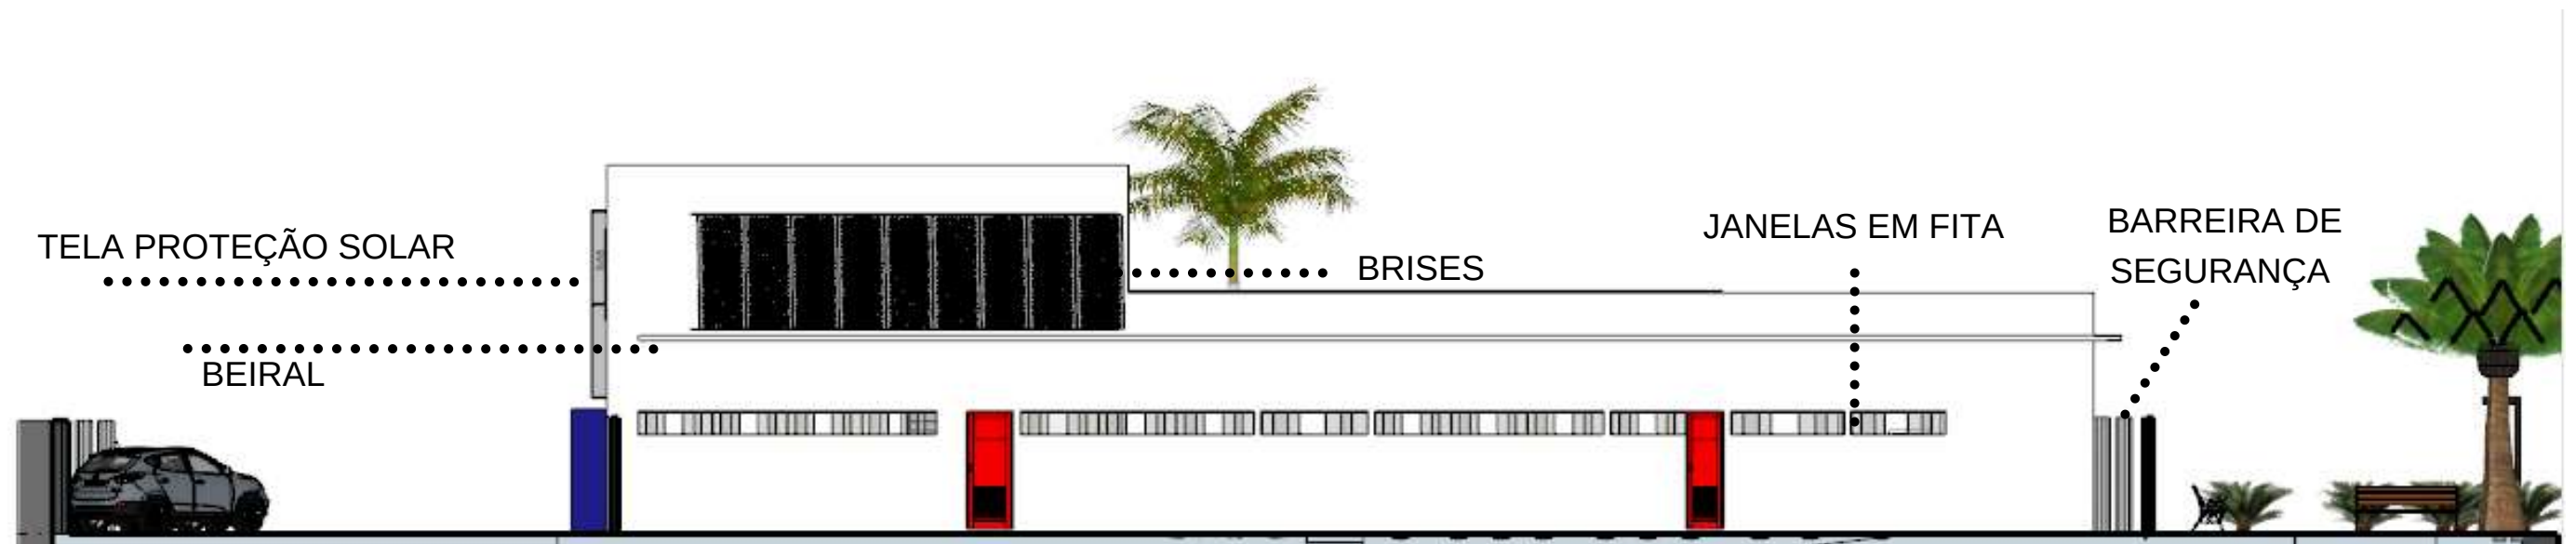 TELA PROTEÇÃO SOLAR
BEIRAL
BRISES
JANELAS EM FITA
BARREIRA DE
SEGURANÇA